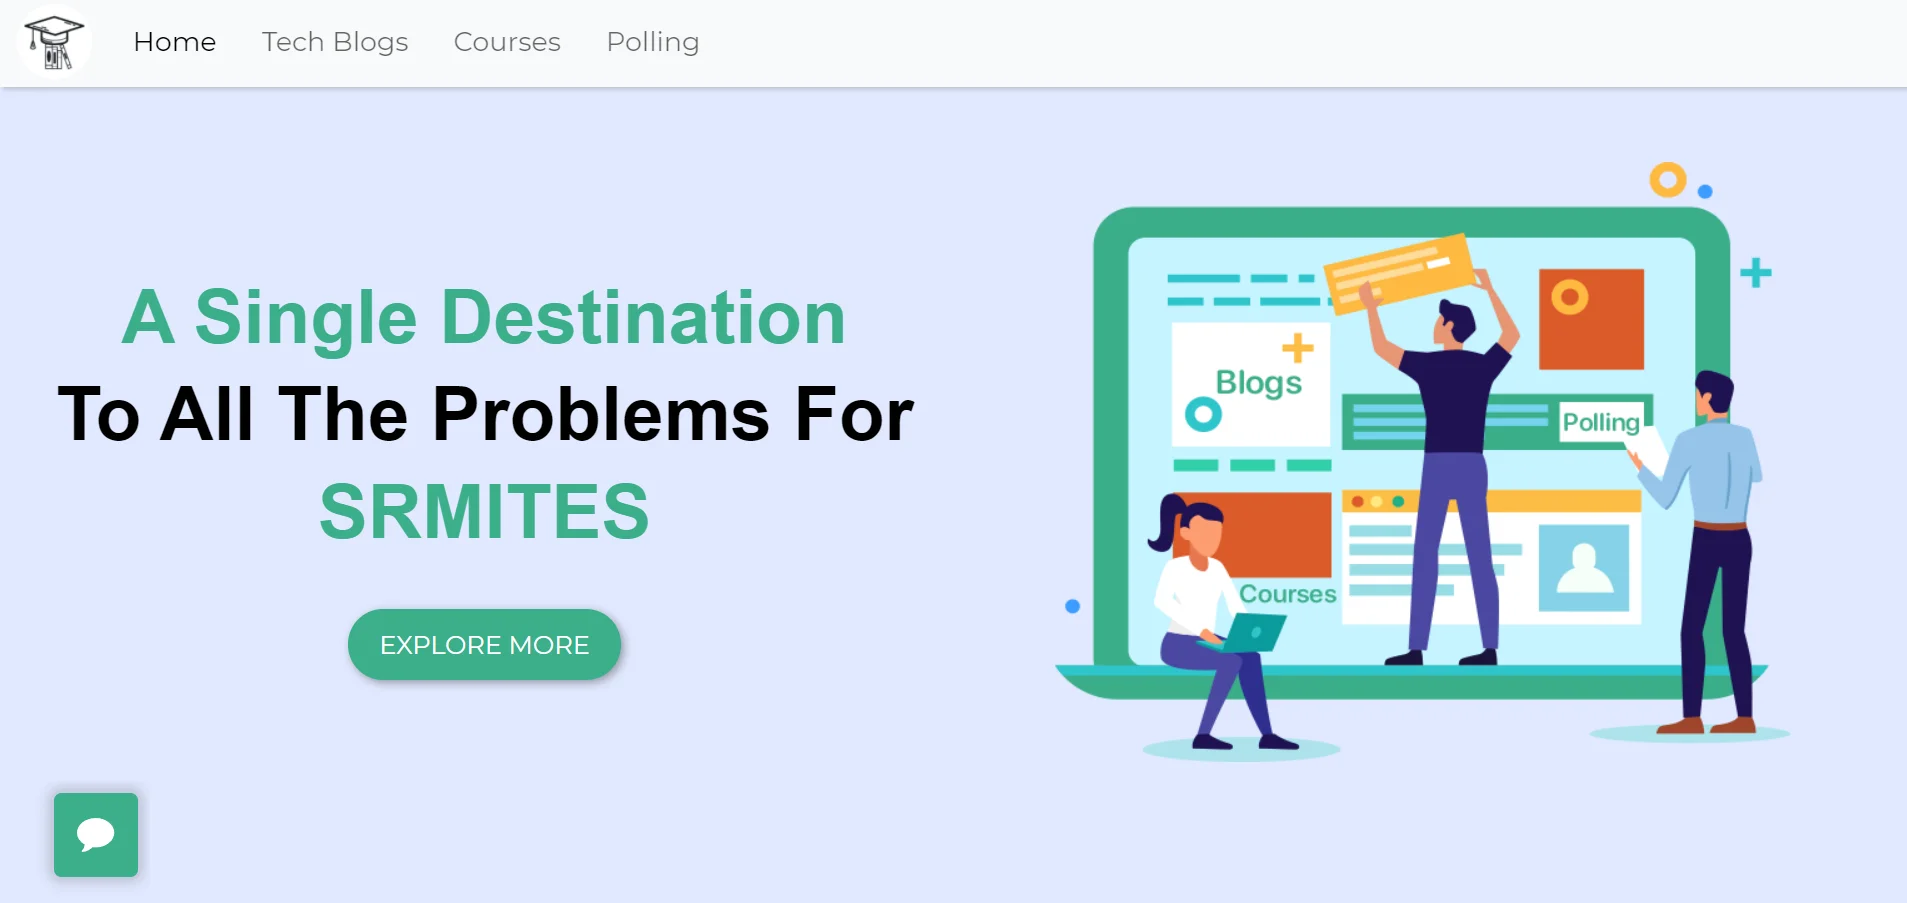 Home Tech Blogs Courses Polling
A Single Destination
To All The Problems For
SRMITES
EXPLORE MORE
Blogs
Polling
Courses